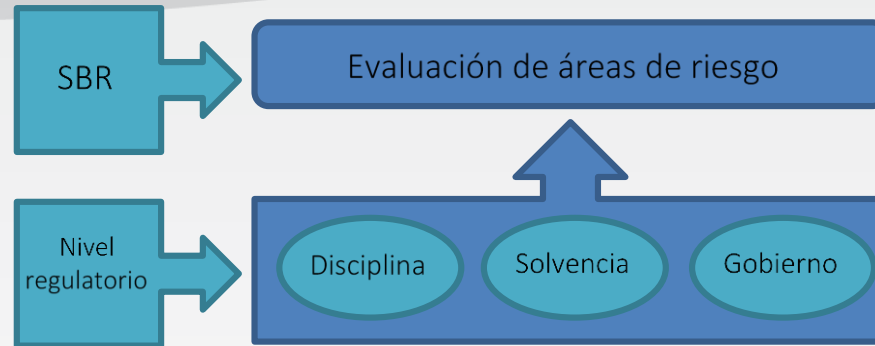 SBR
Evaluación de áreas de riesgo
Nivel
regulatorio
Disciplina
Solvencia
Gobierno